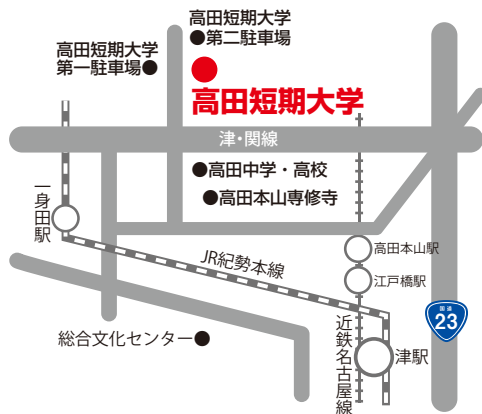 高田短期大学
●第二駐車場
高田短期大学
第一駐車場●
高田短期大学
津・関線
●高田中学・高校
●高田本山専修寺
一身田駅
高田本山駅
JR紀勢本線
江戸橋駅
国道
23
総合文化センター●
近鉄名古屋線
津駅